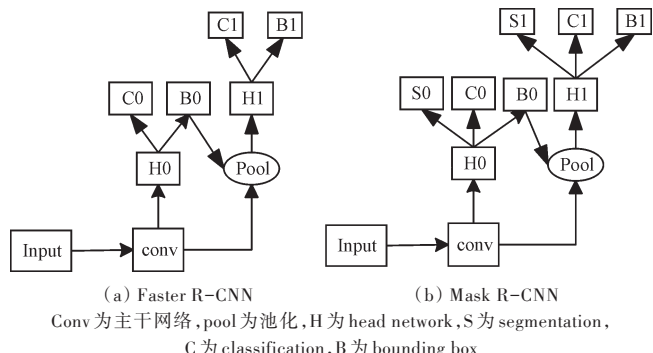 C1 B1
C0 B0 H1
H0 Pool
Input conv
(a) Faster R-CNN
S1 C1 B1
S0 C0 B0 H1
H0 Pool
Input conv
(b) Mask R-CNN
Conv为主干网络,pool为池化,H为head network,S为segmentation,
C为classification,B为bounding box